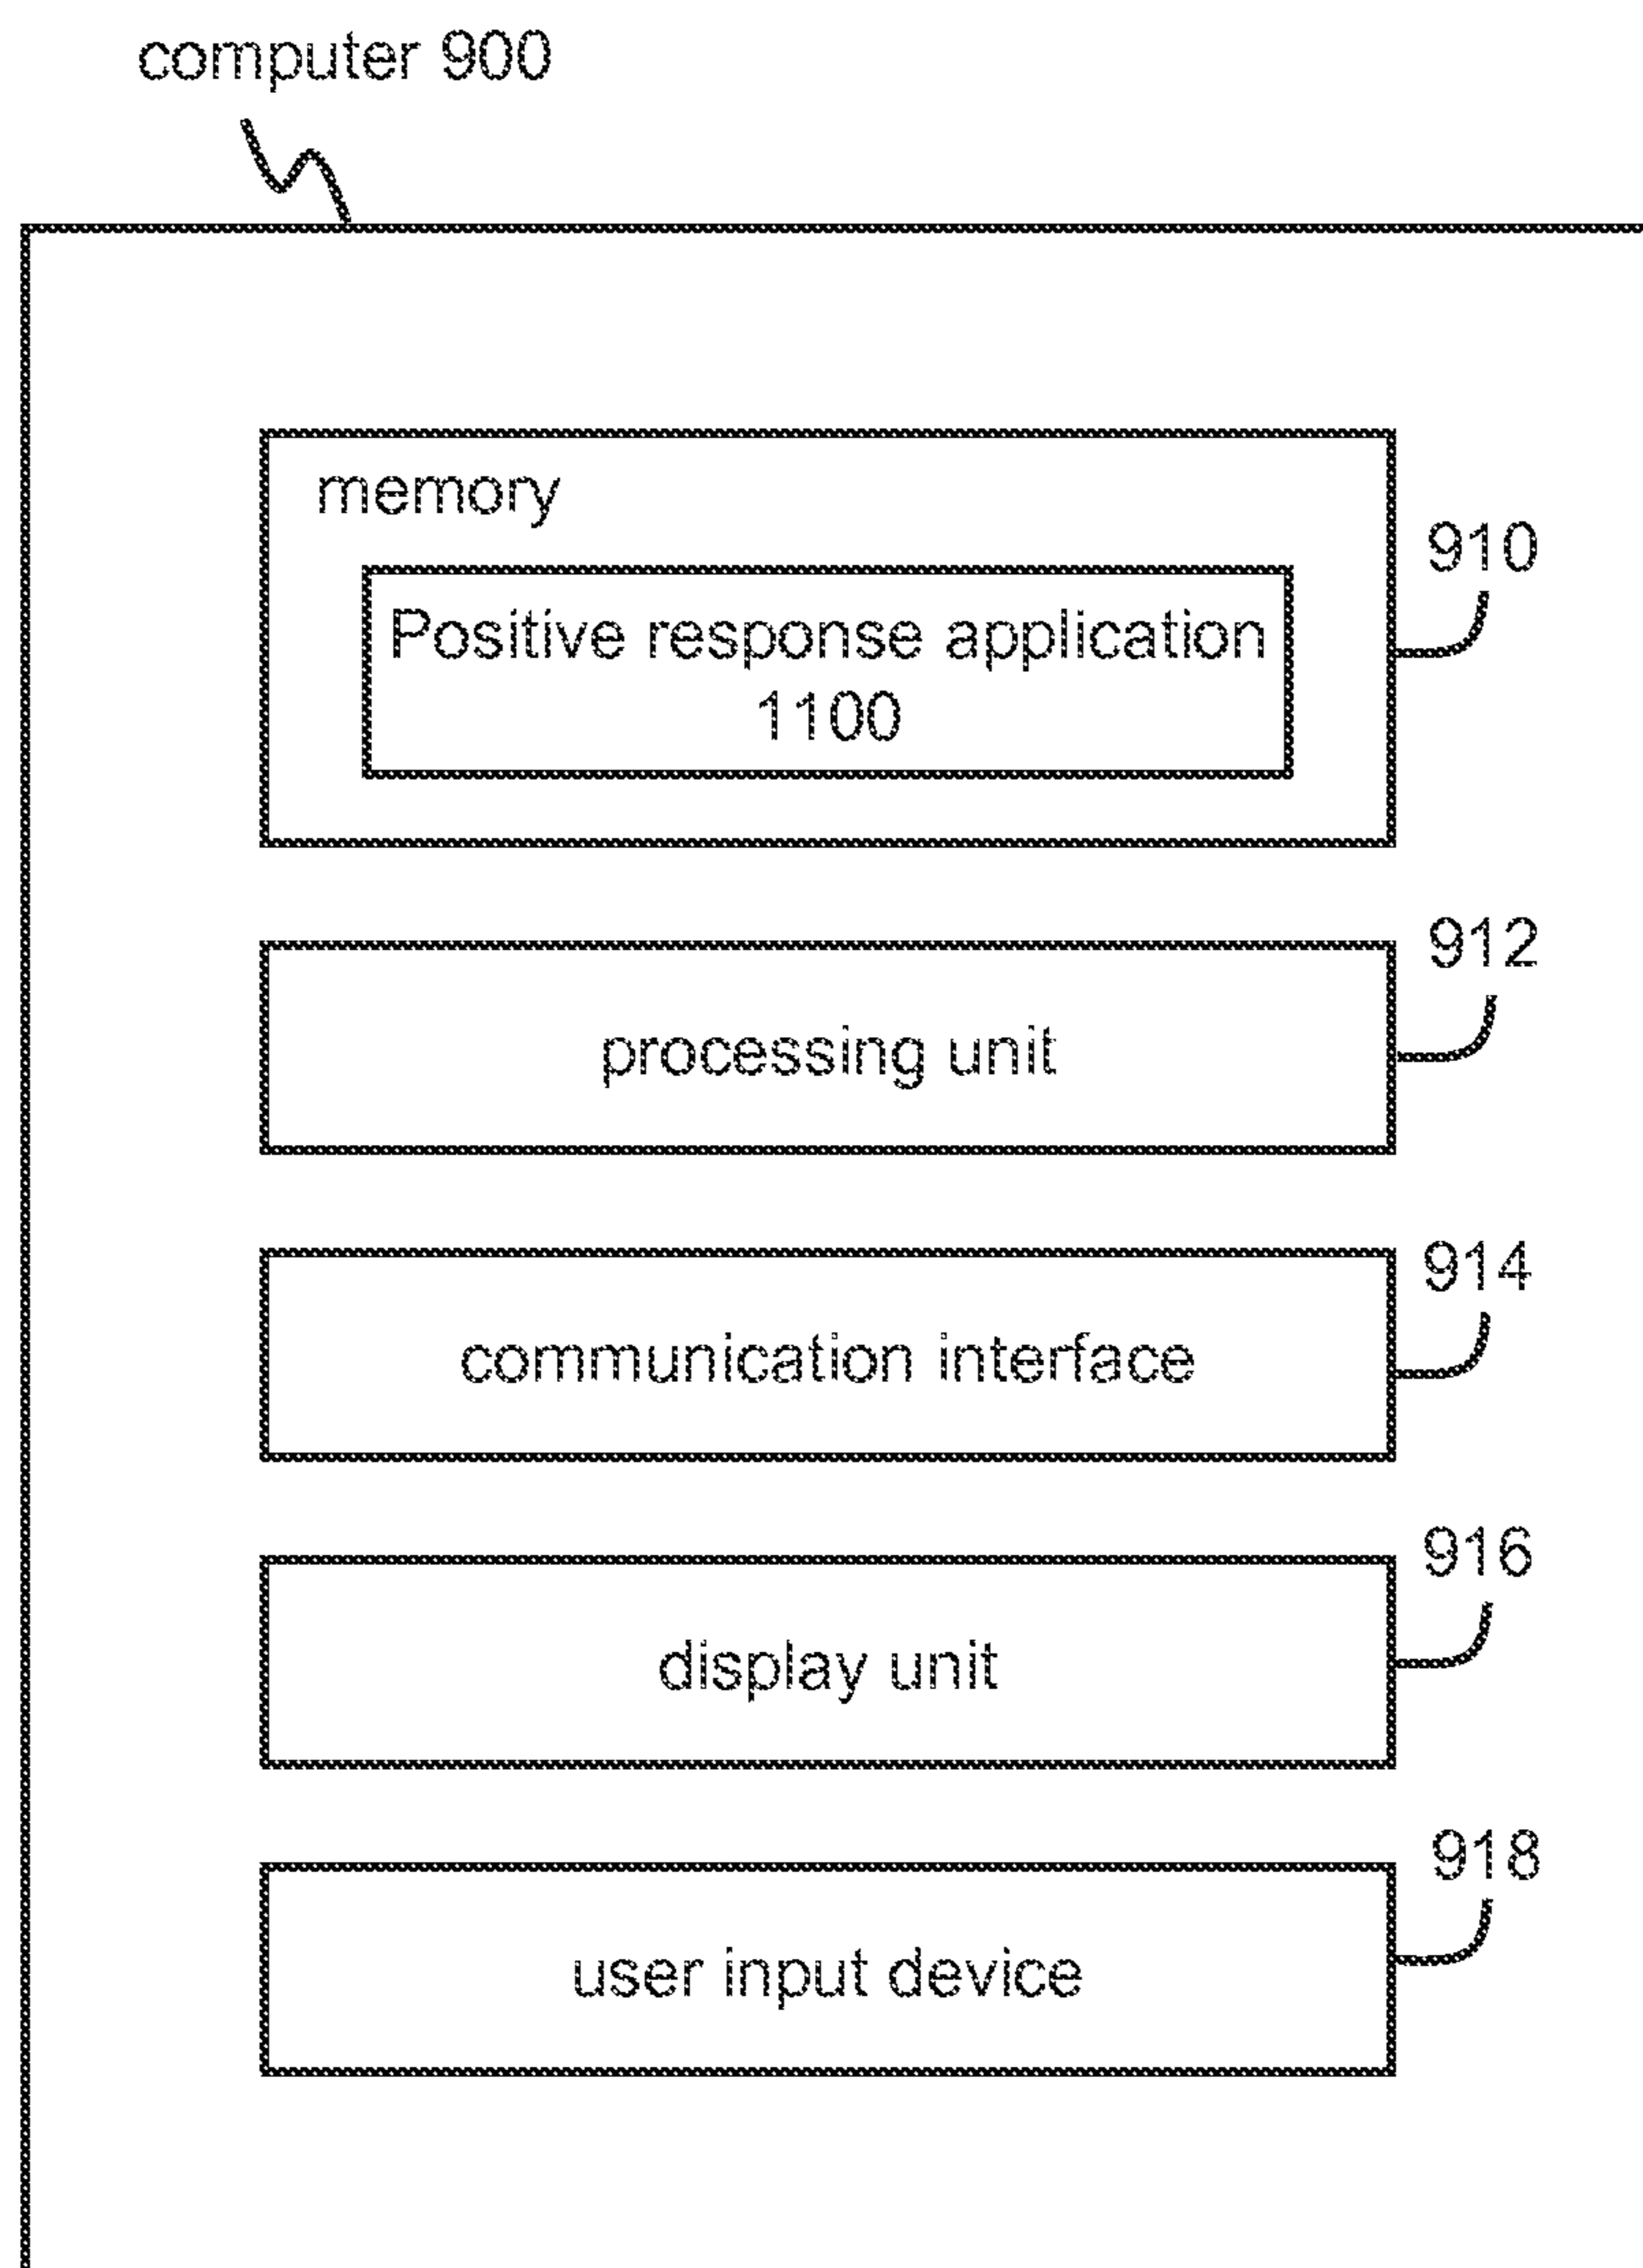 computer 900
memory
910
Positive response application
1100
912
processing unit
914
communication interface
916
display unit
918
user input device